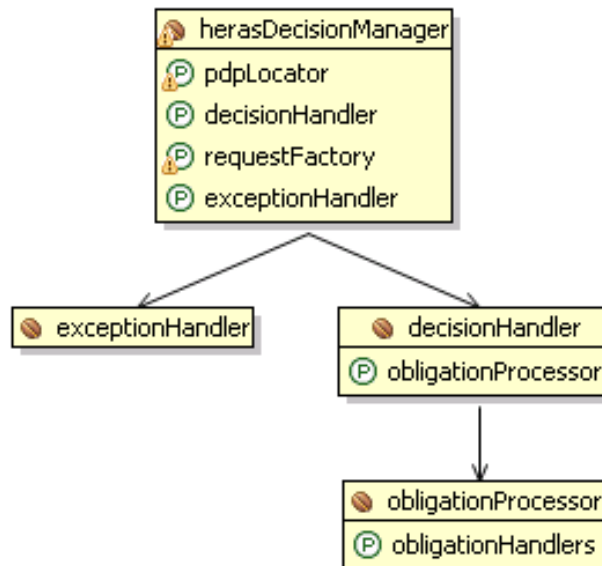 herasDecisionManager
P pdpLocator
P decisionHandler
P requestFactory
P exceptionHandler
exceptionHandler
decisionHandler
P obligationProcessor
obligationProcessor
P obligationHandlers